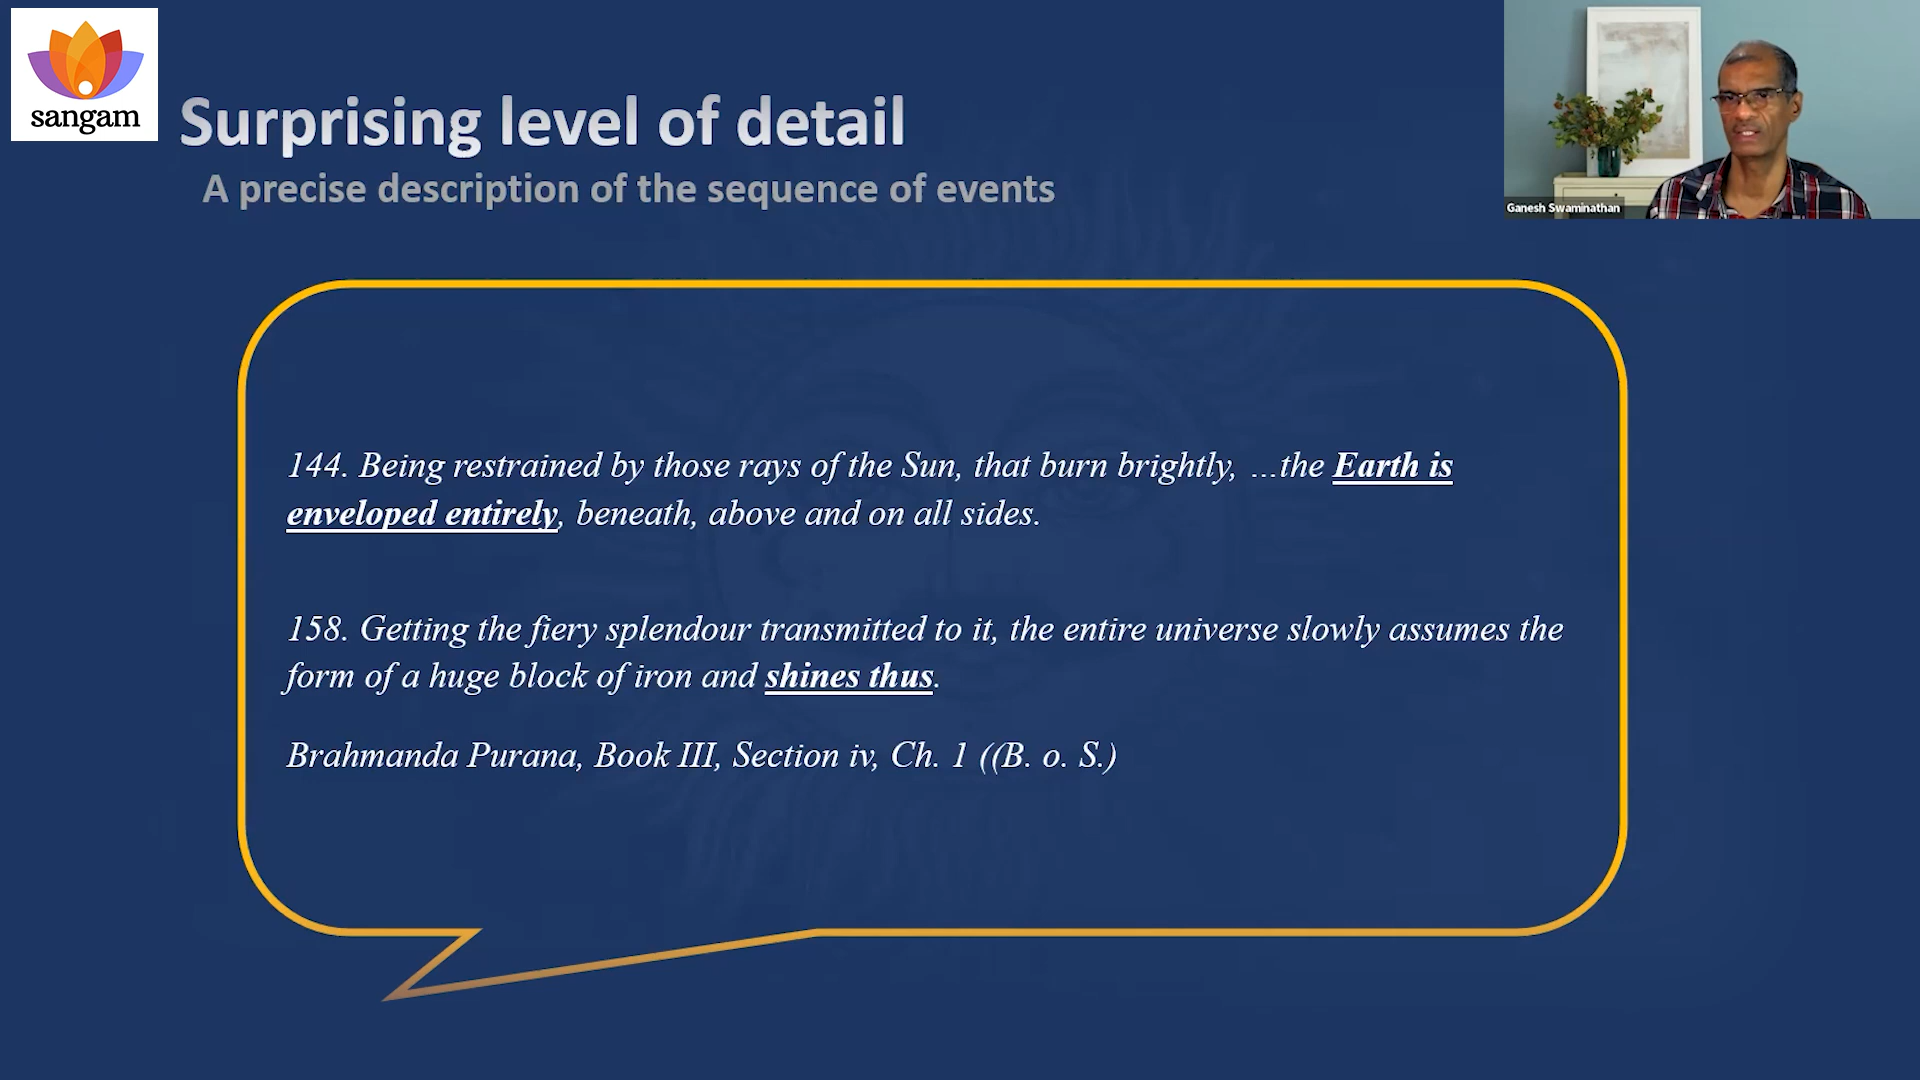 sangam
Surprising level of detail
A precise description of the sequence of events
Ganesh Swaminathan
144. Being restrained by those rays of the Sun, that burn brightly, ...the Earth is
enveloped entirely, beneath, above and on all sides.
158. Getting the fiery splendour transmitted to it, the entire universe slowly assumes the
form of a huge block of iron and shines thus.
Brahmanda Purana, Book III, Section iv, Ch. 1 ((B. o. S.)